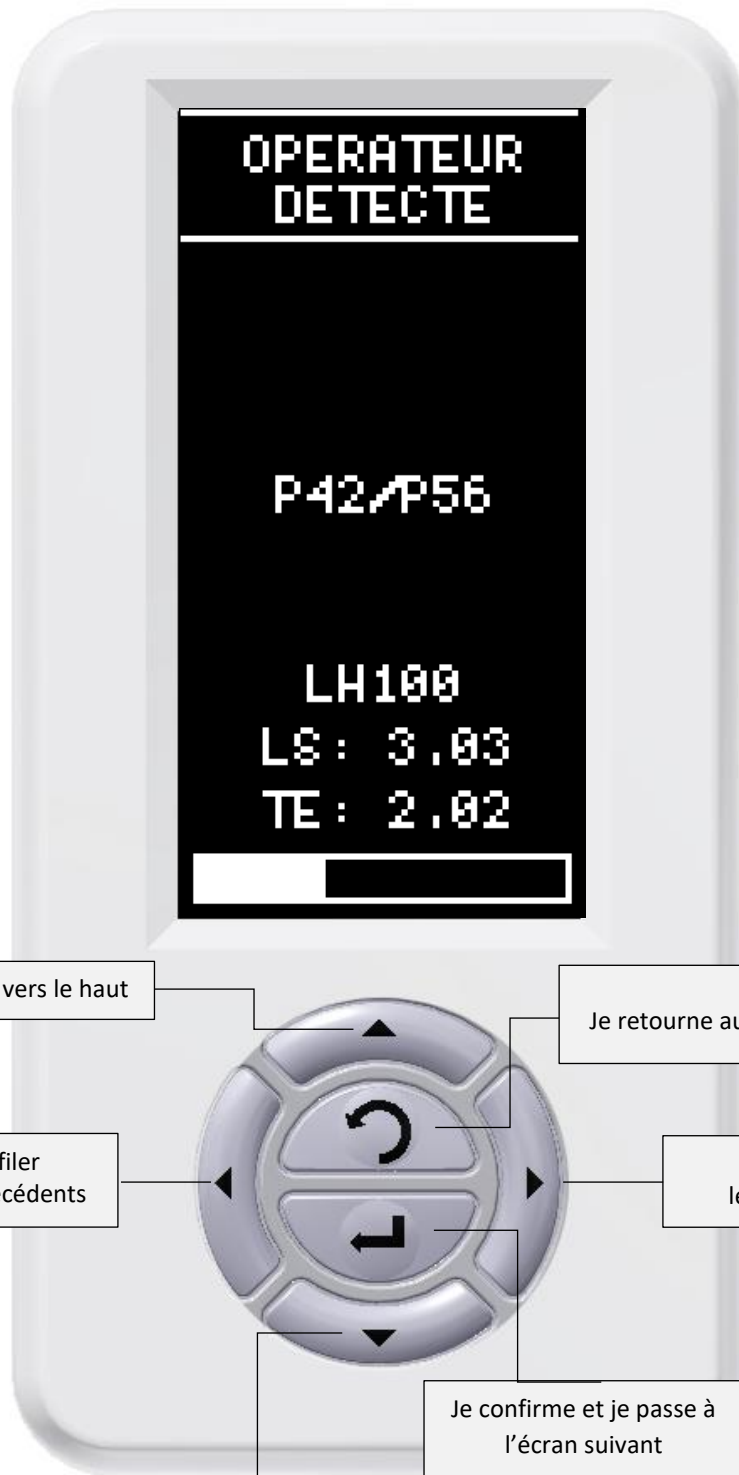 OPERATEUR
DETECTE
P42/P56
LH100
LS: 3.03
TE: 2.02
vers le haut
Je retourne au
filer
écédents
le
Je confirme et je passe à
l’écran suivant